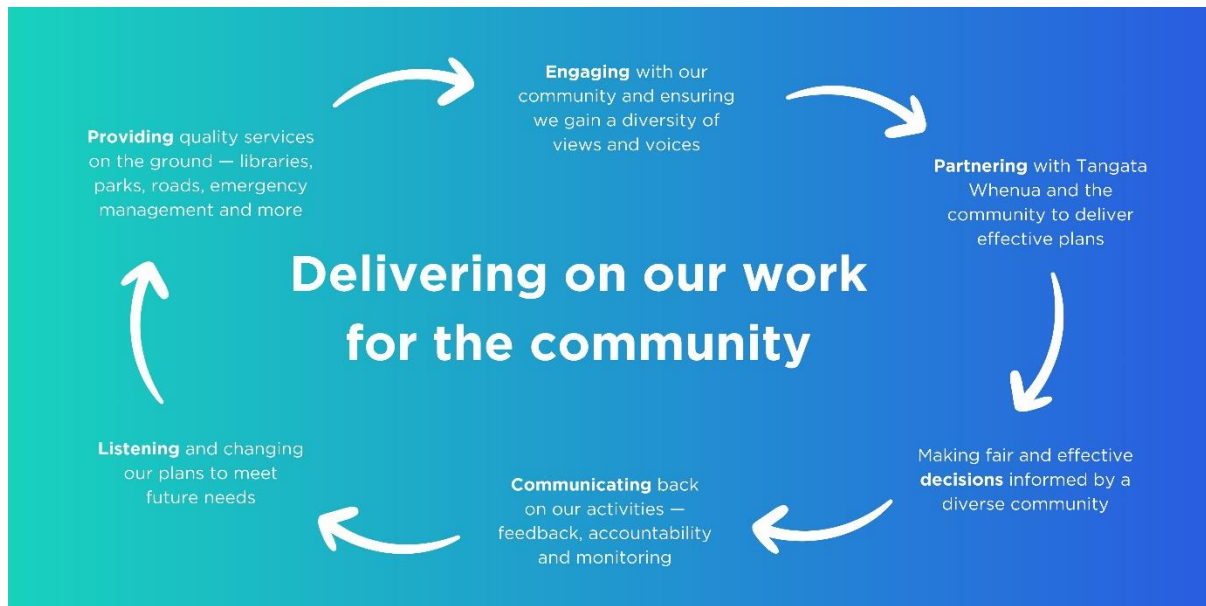 Engaging with our
community and ensuring
we gain a diversity of
views and voices
Providing quality services
on the ground — libraries,
parks, roads, emergency
management and more
Partnering with Tangata
Whenua and the
community to deliver
effective plans
Delivering on our work
for the community
Listening and changing
our plans to meet
future needs
Communicating back
on our activities —
feedback, accountability
and monitoring
Making fair and effective
decisions informed by a
diverse community